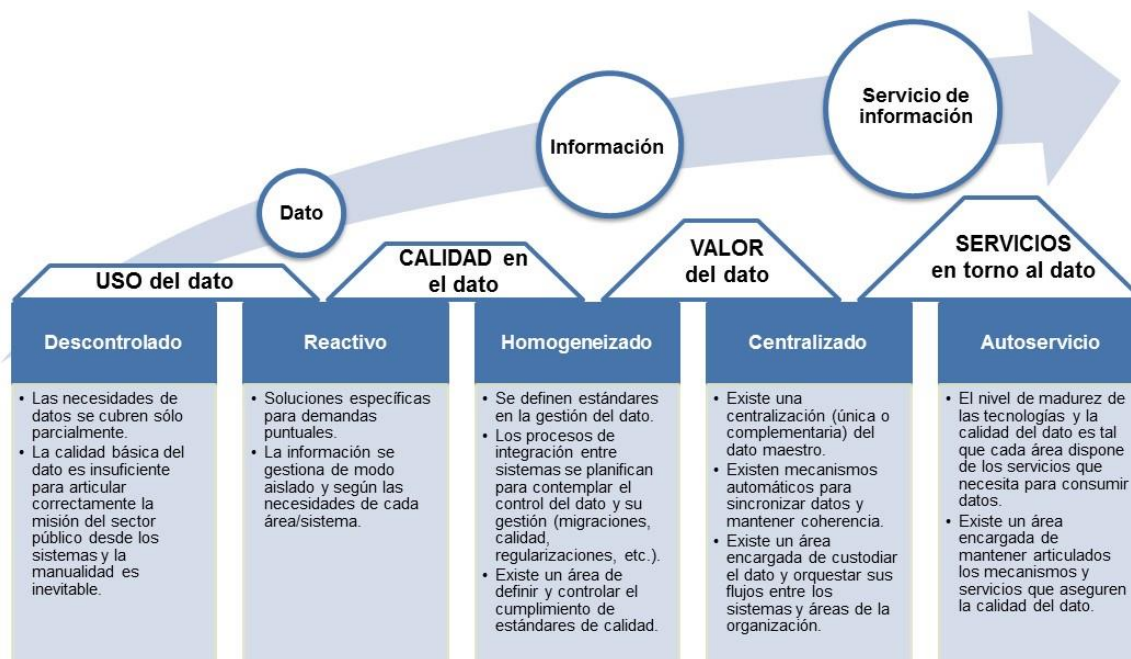 Servicio de
información
Información
Dato
USO del dato
CALIDAD en
el dato
VALOR
del dato
SERVICIOS
en torno al dato
Descontrolado
• Las necesidades de
datos se cubren sólo
parcialmente.
• La calidad básica del
dato es insuficiente
para articular
correctamente la
misión del sector
público desde los
sistemas y la
manualidad es
inevitable.
Reactivo
• Soluciones específicas
para demandas
puntuales.
• La información se
gestiona de modo
aislado y según las
necesidades de cada
área/sistema.
Homogeneizado
• Se definen estándares
en la gestión del dato.
• Los procesos de
integración entre
sistemas se planifican
para contemplar el
control del dato y su
gestión (migraciones,
calidad,
regularizaciones, etc.).
• Existe un área de
definir y controlar el
cumplimiento de
estándares de calidad.
Centralizado
• Existe una
centralización (única o
complementaria) del
dato maestro.
• Existen mecanismos
automáticos para
sincronizar datos y
mantener coherencia.
• Existe un área
encargada de custodiar
el dato y orquestar sus
flujos entre los
sistemas y áreas de la
organización.
Autoservicio
• El nivel de madurez de
las tecnologías y la
calidad del dato es tal
que cada área dispone
de los servicios que
necesita para consumir
datos.
• Existe un área
encargada de
mantener articulados
los mecanismos y
servicios que aseguren
la calidad del dato.